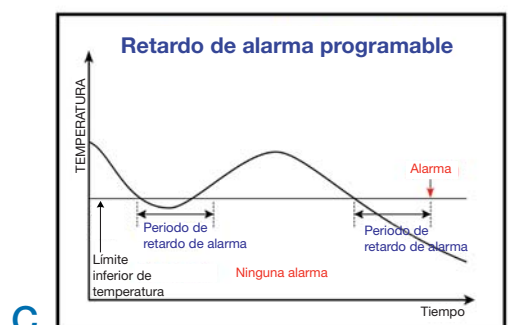 Retardo de alarma programable
TEMPERATURA
Alarma
Periodo de
retardo de alarma
Periodo de
retardo de alarma
Límite
inferior de
temperatura
Ninguna alarma
Tiempo
C